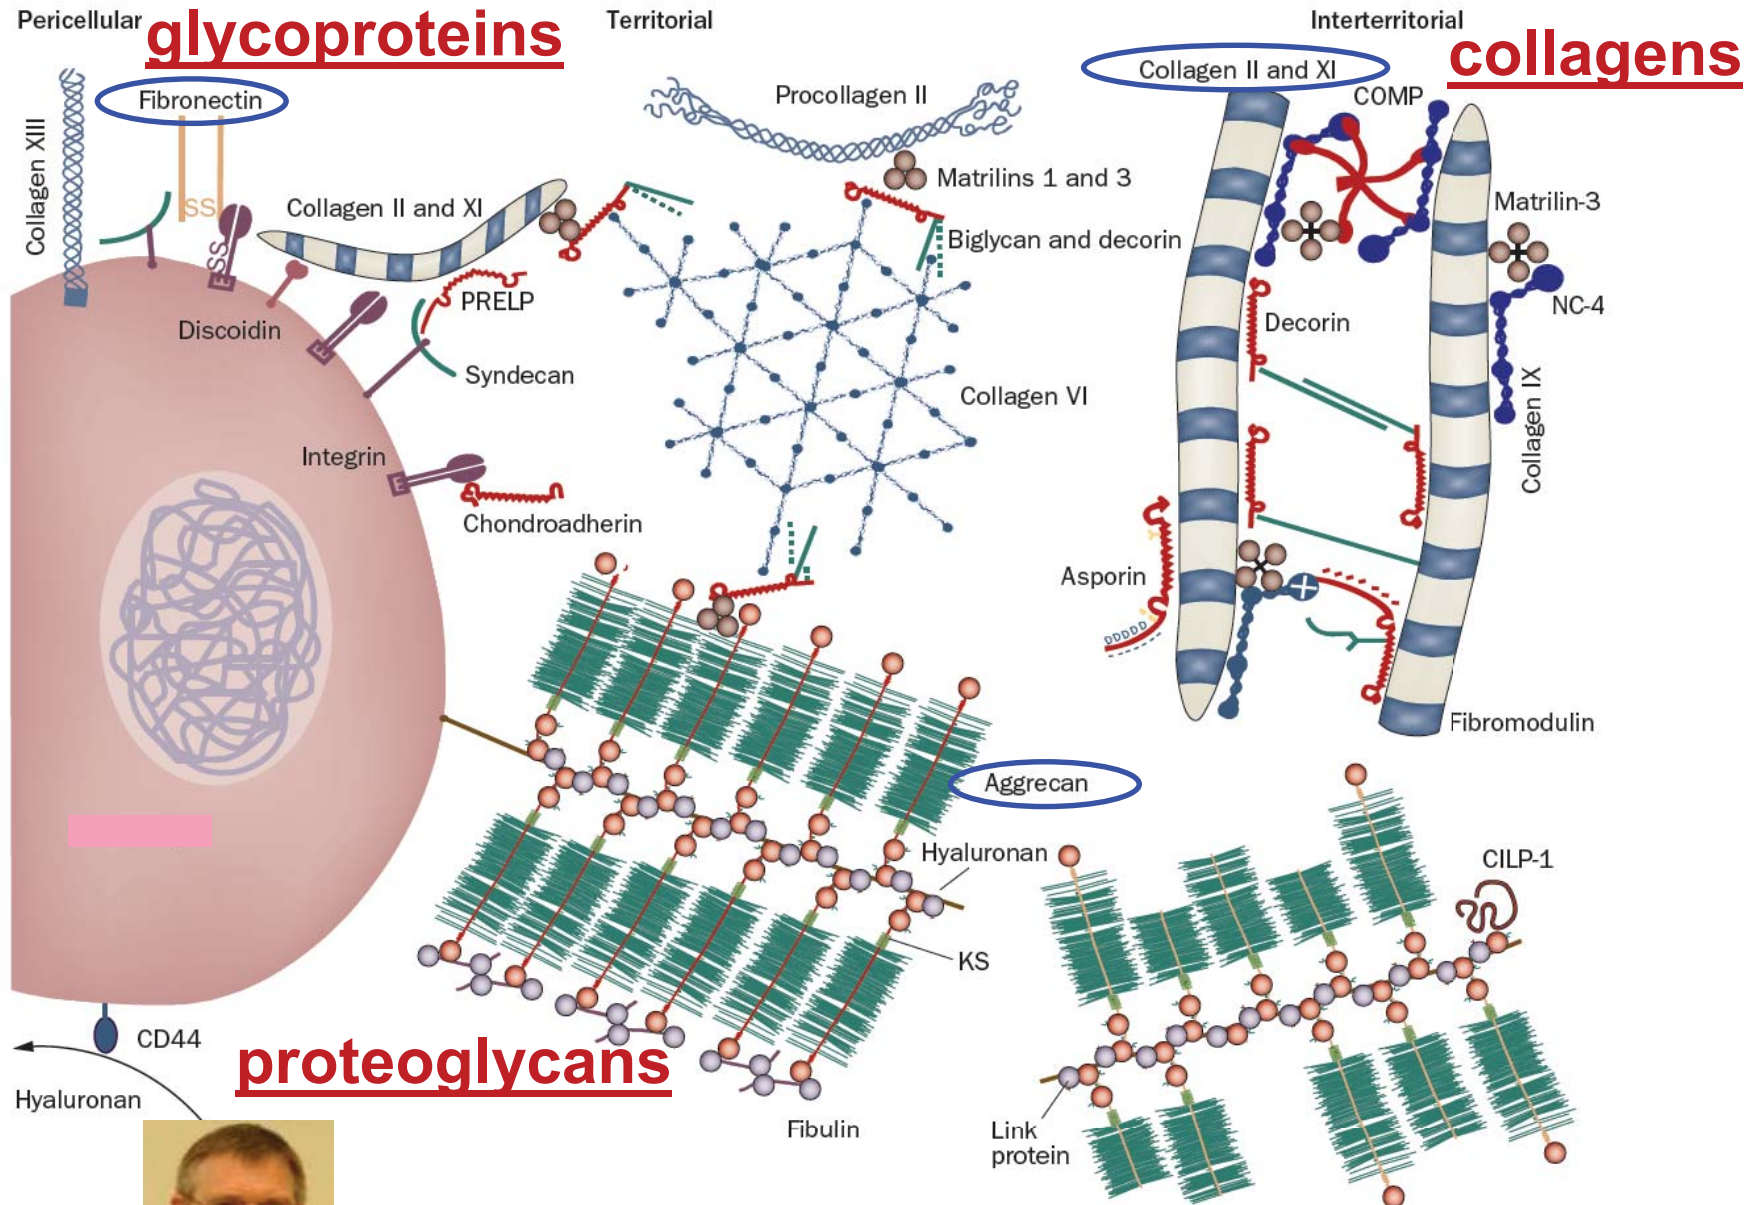 Pericellular
glycoproteins
Territorial
Interterritorial
collagens
Fibronectin
Collagen XIII
SS
SS
Collagen II and XI
Procollagen II
Matrilins 1 and 3
Biglycan and decorin
PRELP
Discoidin
Syndecan
Collagen VI
Integrin
Chondroadherin
Collagen II and XI
COMP
Matrilin-3
NC-4
Decorin
Collagen IX
Asporin
DDDDD
Fibromodulin
Aggrecan
Hyaluronan
CILP-1
KS
CD44
proteoglycans
Hyaluronan
Fibulin
Link
protein